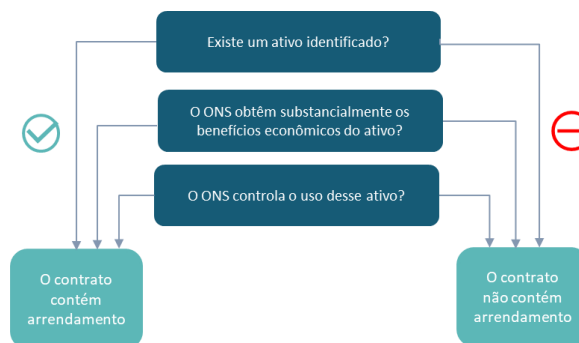 Existe um ativo identificado?
O ONS obtêm substancialmente os
benefícios econômicos do ativo?
O ONS controla o uso desse ativo?
O contrato
contém
arrendamento
O contrato
não contém
arrendamento